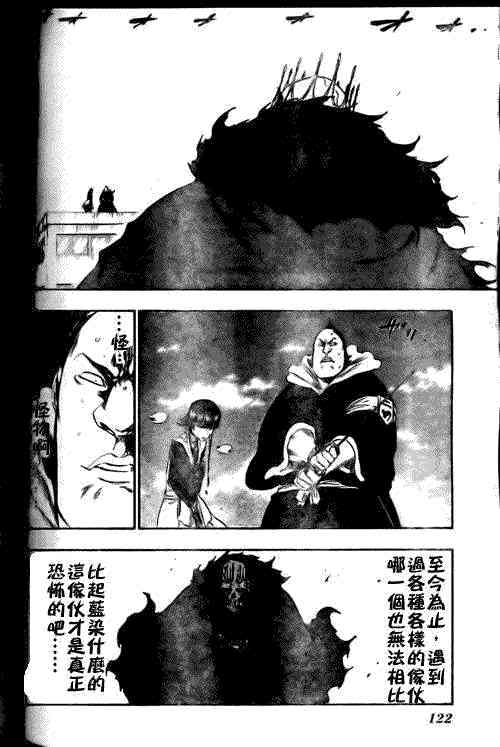 ……怪…
怪物啊
至今為止，遇到
過各種各樣的傢伙
哪一個也無法相比
比起藍染什麼的
這傢伙才是真正
恐怖的吧……
122